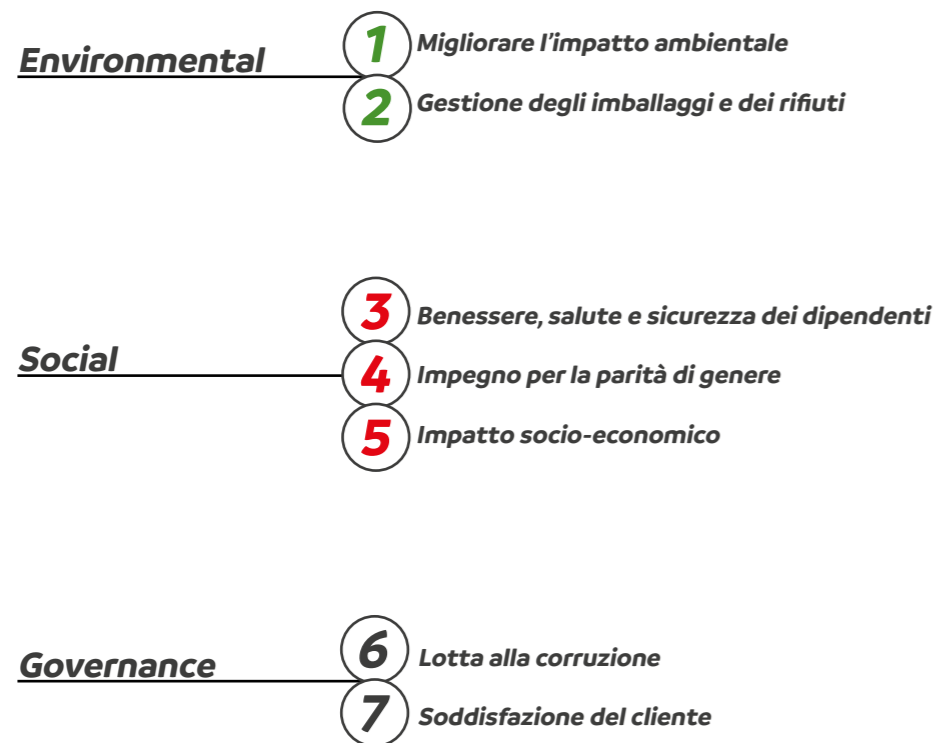 Environmental
1 Migliorare l’impatto ambientale
2 Gestione degli imballaggi e dei rifiuti
Social
3 Benessere, salute e sicurezza dei dipendenti
4 Impegno per la parità di genere
5 Impatto socio-economico
Governance
6 Lotta alla corruzione
7 Soddisfazione del cliente